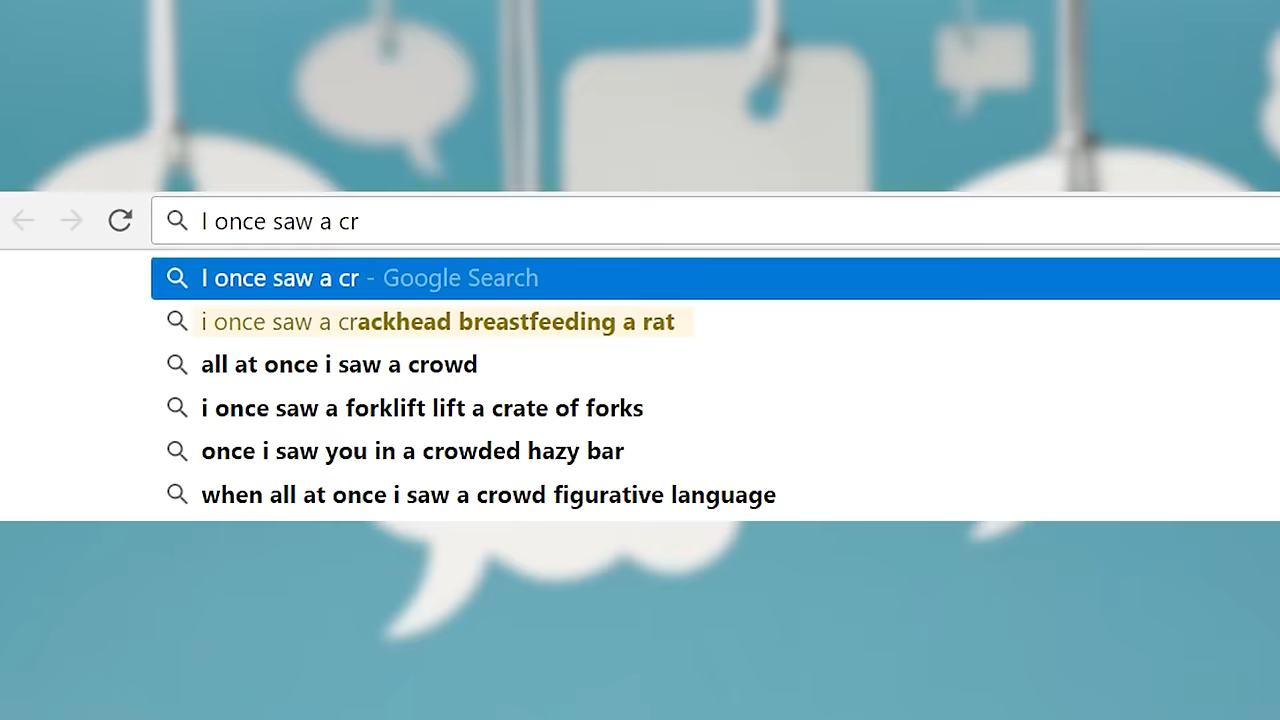 I once saw a cr
I once saw a cr - Google Search
i once saw a crackhead breastfeeding a rat
all at once i saw a crowd
i once saw a forklift lift a crate of forks
once i saw you in a crowded hazy bar
when all at once i saw a crowd figurative language